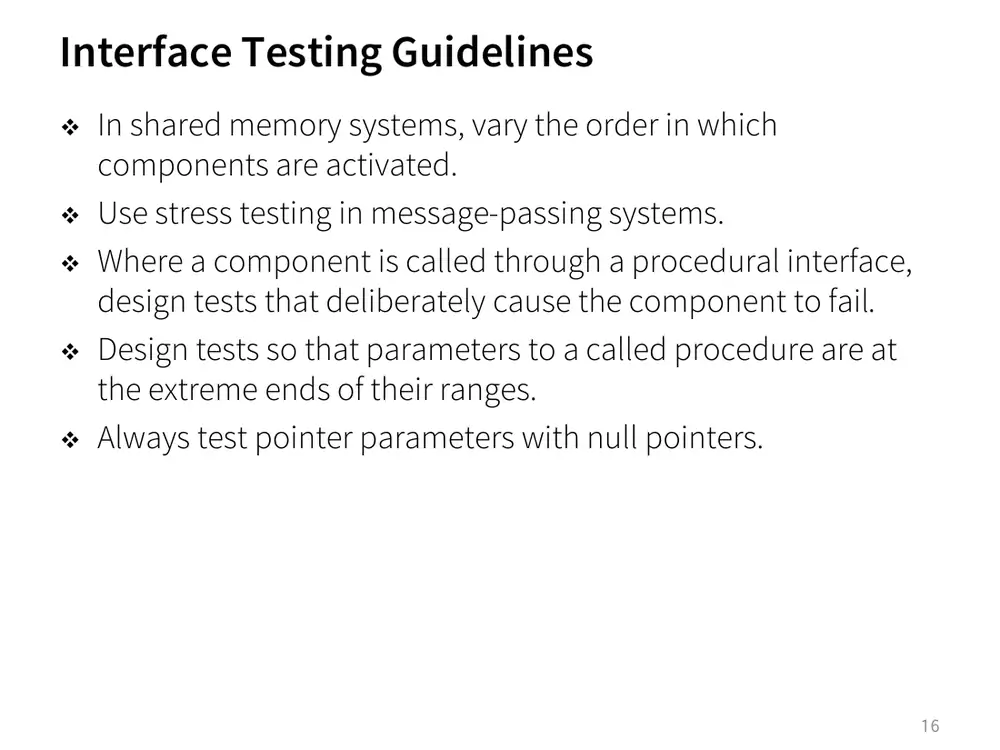 Interface Testing Guidelines
❖ In shared memory systems, vary the order in which
components are activated.
❖ Use stress testing in message-passing systems.
❖ Where a component is called through a procedural interface,
design tests that deliberately cause the component to fail.
❖ Design tests so that parameters to a called procedure are at
the extreme ends of their ranges.
❖ Always test pointer parameters with null pointers.
16